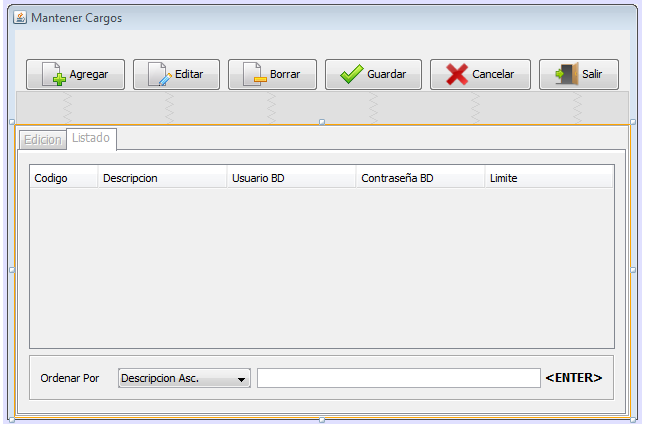 Mantener Cargos
Agregar Editar Borrar Guardar Cancelar Salir
Edicion Listado
Codigo Descripcion Usuario BD Contraseña BD Limite
Ordenar Por Descripcion Asc. <ENTER>